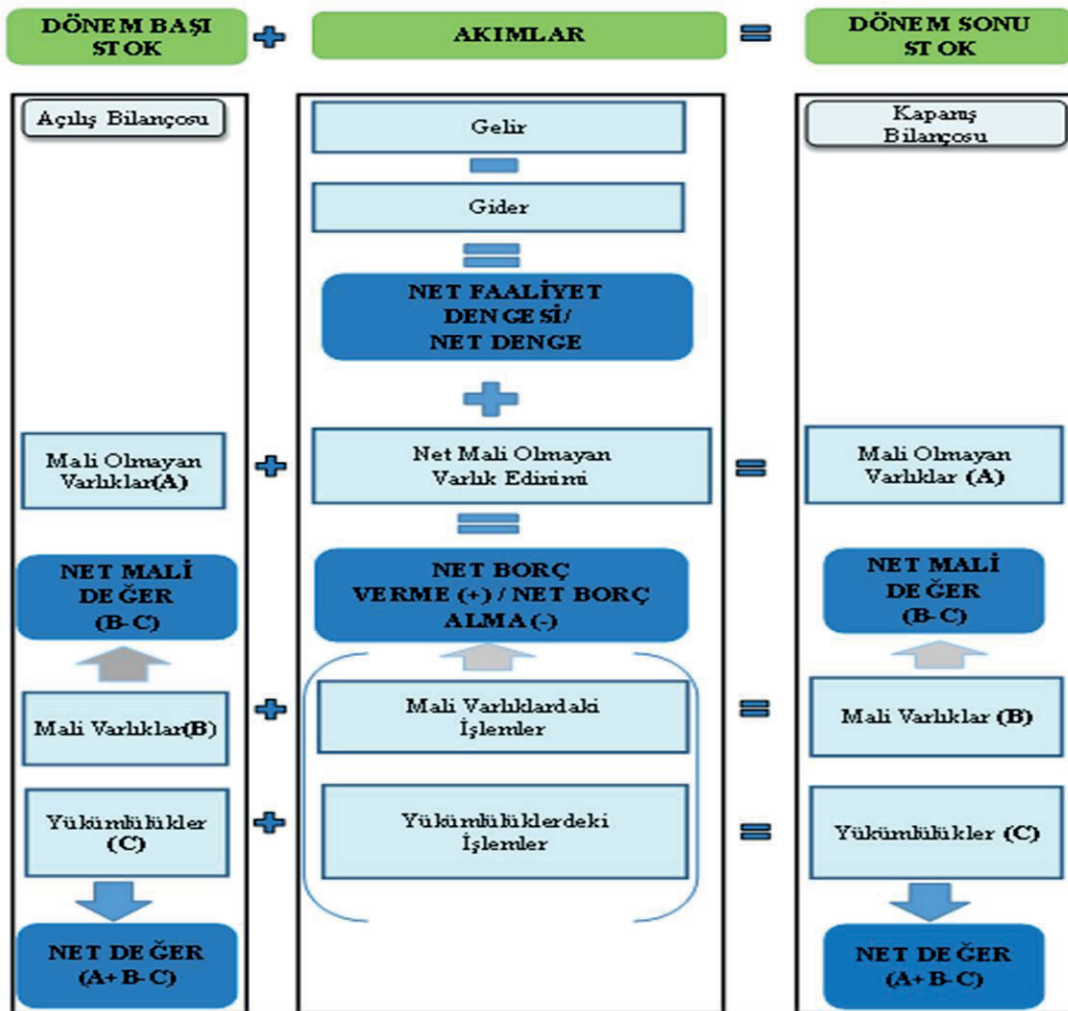 DÖNEM BAŞI
STOK
AKIMLAR
DÖNEM SONU
STOK
Açılış Bilançosu
Gelir
Gider
NET FAALİYET
DENGESİ/
NET DENGE
Kapanış
Bilançosu
Mali Olmayan
Varlıklar(A)
Net Mali Olmayan
Varlık Edinimi
Mali Olmayan
Varlıklar (A)
NET MALİ
DEĞER
(B-C)
NET BORÇ
VERME (+) / NET BORÇ
ALMA (-)
NET MALİ
DEĞER
(B-C)
Mali Varlıklar(B)
Mali Varlıklardaki
İşlemler
Mali Varlıklar (B)
Yükümlülükler
(C)
Yükümlülüklerdeki
İşlemler
Yükümlülükler (C)
NET DEĞER
(A+B-C)
NET DEĞER
(A+B-C)